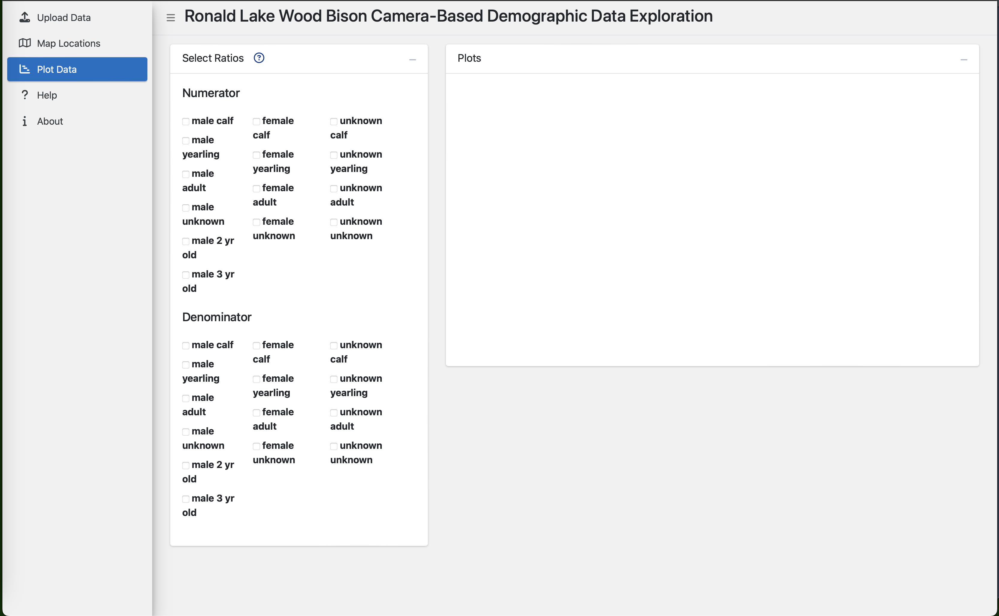 Upload Data
Map Locations
Plot Data
Help
About
Ronald Lake Wood Bison Camera-Based Demographic Data Exploration
Select Ratios ?
Numerator
male calf
male
yearling
male
adult
male
unknown
male 2 yr
old
male 3 yr
old
female
calf
female
yearling
female
adult
female
unknown
unknown
calf
unknown
yearling
unknown
adult
unknown
unknown
Denominator
male calf
male
yearling
male
adult
male
unknown
male 2 yr
old
male 3 yr
old
female
calf
female
yearling
female
adult
female
unknown
unknown
calf
unknown
yearling
unknown
adult
unknown
unknown
Plots